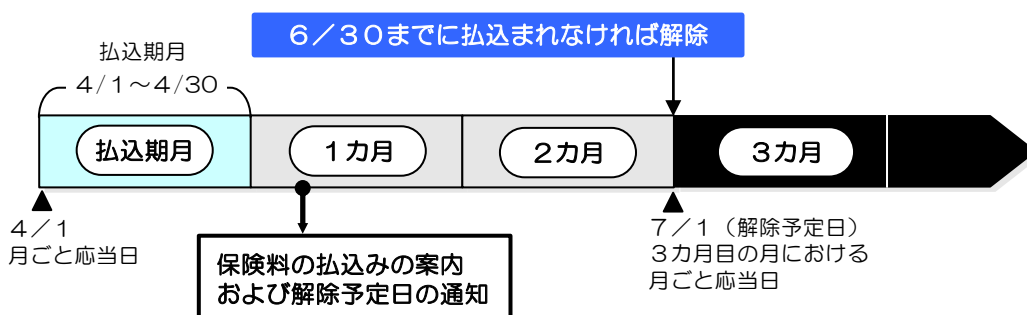 ６／３０までに払込まれなければ解除
払込期月
４/１～４/３０
払込期月
１カ月
２カ月
３カ月
４／１
月ごと応当日
７／１（解除予定日）
３カ月目の月における
月ごと応当日
保険料の払込みの案内
および解除予定日の通知